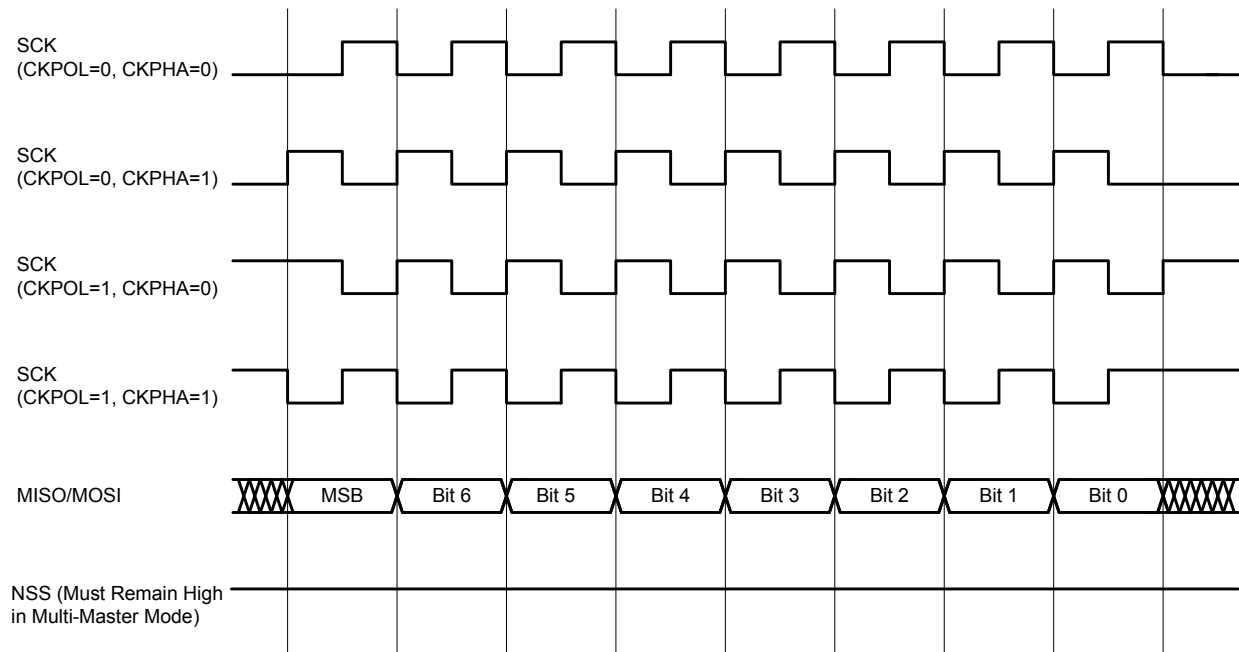 SCK
(CKPOL=0, CKPHA=0)
SCK
(CKPOL=0, CKPHA=1)
SCK
(CKPOL=1, CKPHA=0)
SCK
(CKPOL=1, CKPHA=1)
MISO/MOSI
MSB
Bit 6
Bit 5
Bit 4
Bit 3
Bit 2
Bit 1
Bit 0
NSS (Must Remain High
in Multi-Master Mode)